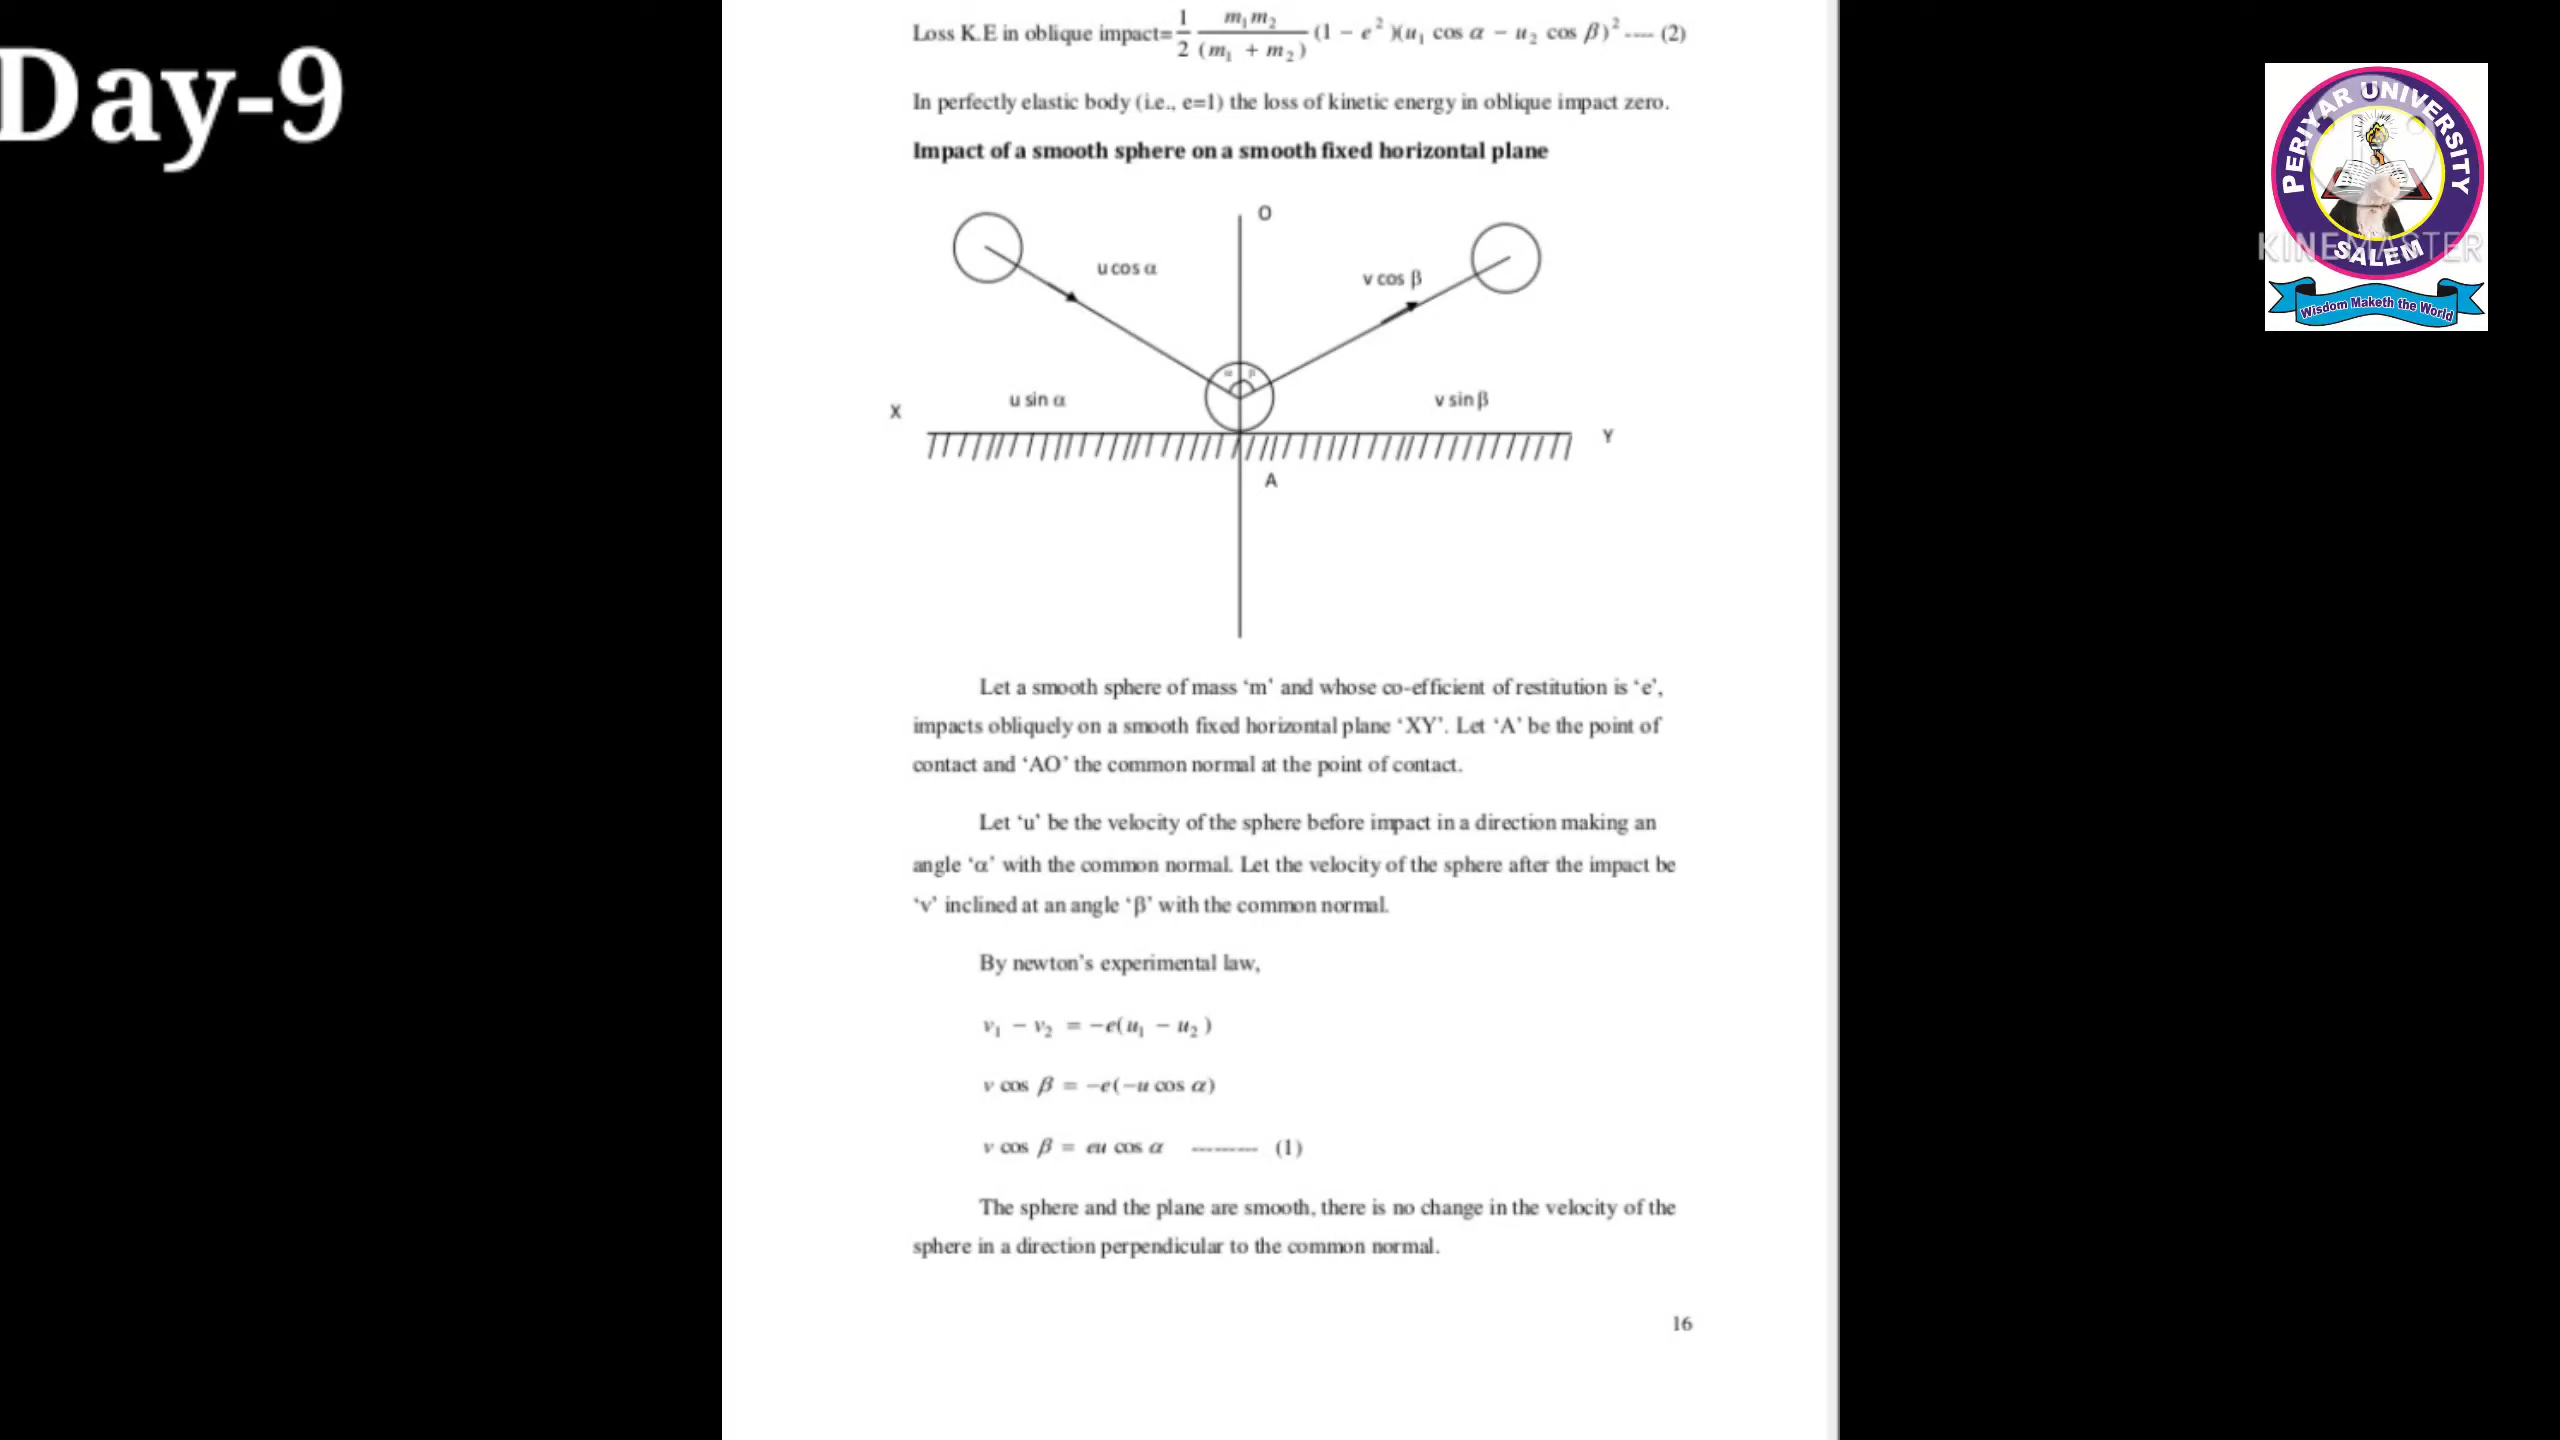 Day-9
Loss K.E in oblique impact= 1/2 m₁m₂/(m₁ + m₂) (1 − e²)(u₁ cos α − u₂ cos β)² ---- (2)
In perfectly elastic body (i.e., e=1) the loss of kinetic energy in oblique impact zero.
Impact of a smooth sphere on a smooth fixed horizontal plane
O
u cos α
v cos β
α β
u sin α
v sin β
X
Y
A
Let a smooth sphere of mass ‘m’ and whose co-efficient of restitution is ‘e’,
impacts obliquely on a smooth fixed horizontal plane ‘XY’. Let ‘A’ be the point of
contact and ‘AO’ the common normal at the point of contact.
Let ‘u’ be the velocity of the sphere before impact in a direction making an
angle ‘α’ with the common normal. Let the velocity of the sphere after the impact be
‘v’ inclined at an angle ‘β’ with the common normal.
By newton’s experimental law,
v₁ − v₂ = −e(u₁ − u₂)
v cos β = −e(−u cos α)
v cos β = eu cos α --------- (1)
The sphere and the plane are smooth, there is no change in the velocity of the
sphere in a direction perpendicular to the common normal.
16
PERIYAR UNIVERSITY
SALEM
KINEMASTER
Wisdom Maketh the World